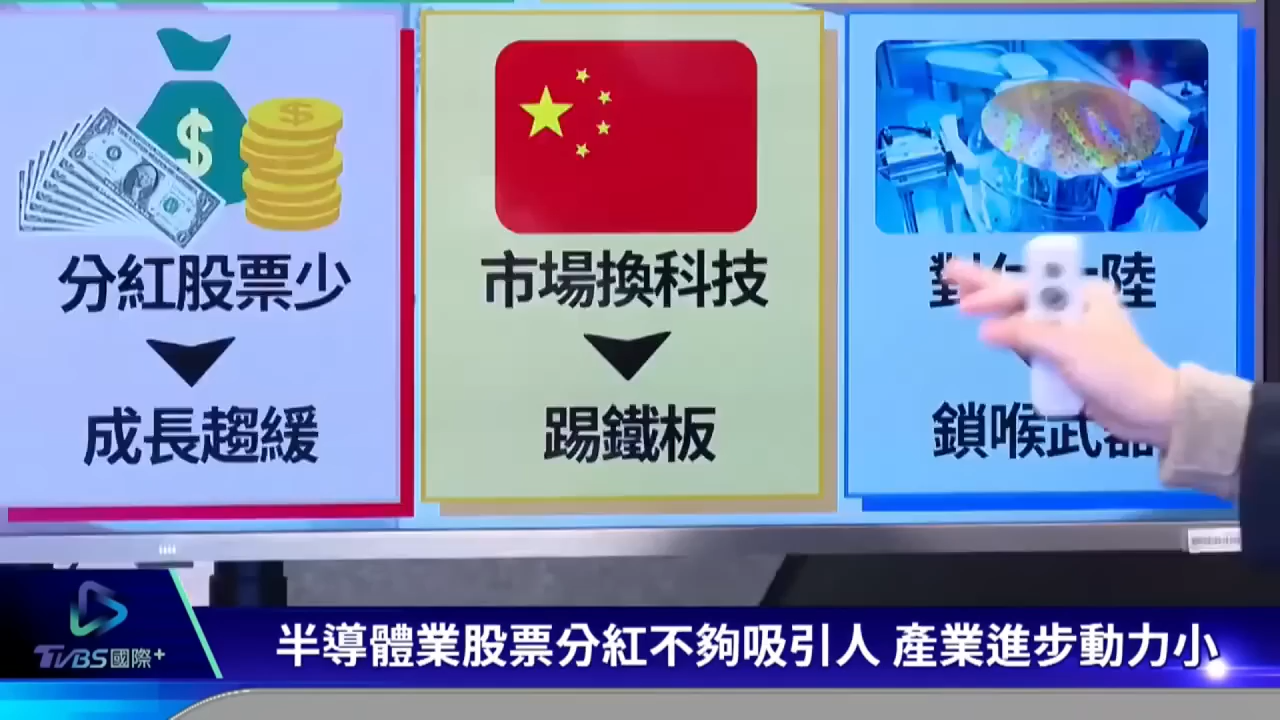 分紅股票少
成長趨緩
市場換科技
踢鐵板
對
陸
鎖喉武器
TVBS國際+
半導體業股票分紅不夠吸引人 產業進步動力小